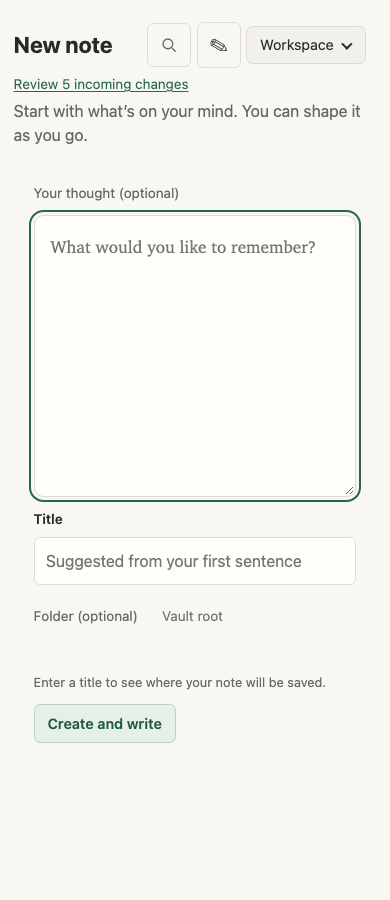 New note
Workspace
Review 5 incoming changes
Start with what's on your mind. You can shape it
as you go.
Your thought (optional)
What would you like to remember?
Title
Suggested from your first sentence
Folder (optional) Vault root
Enter a title to see where your note will be saved.
Create and write